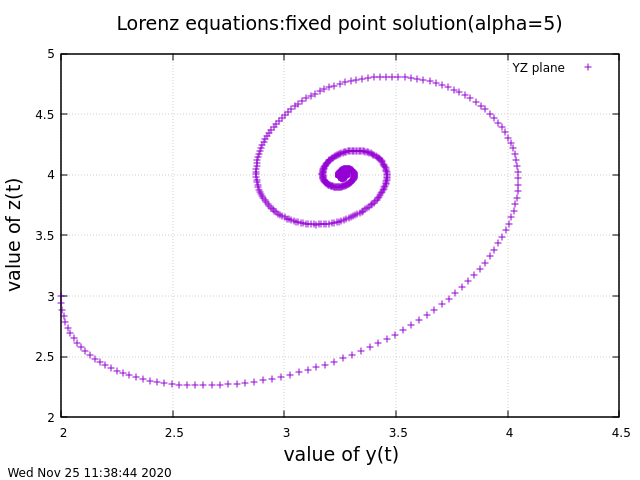 Lorenz equations:fixed point solution(alpha=5)
YZ plane
5
4.5
4
3.5
3
2.5
2
value of z(t)
2 2.5 3 3.5 4 4.5
value of y(t)
Wed Nov 25 11:38:44 2020